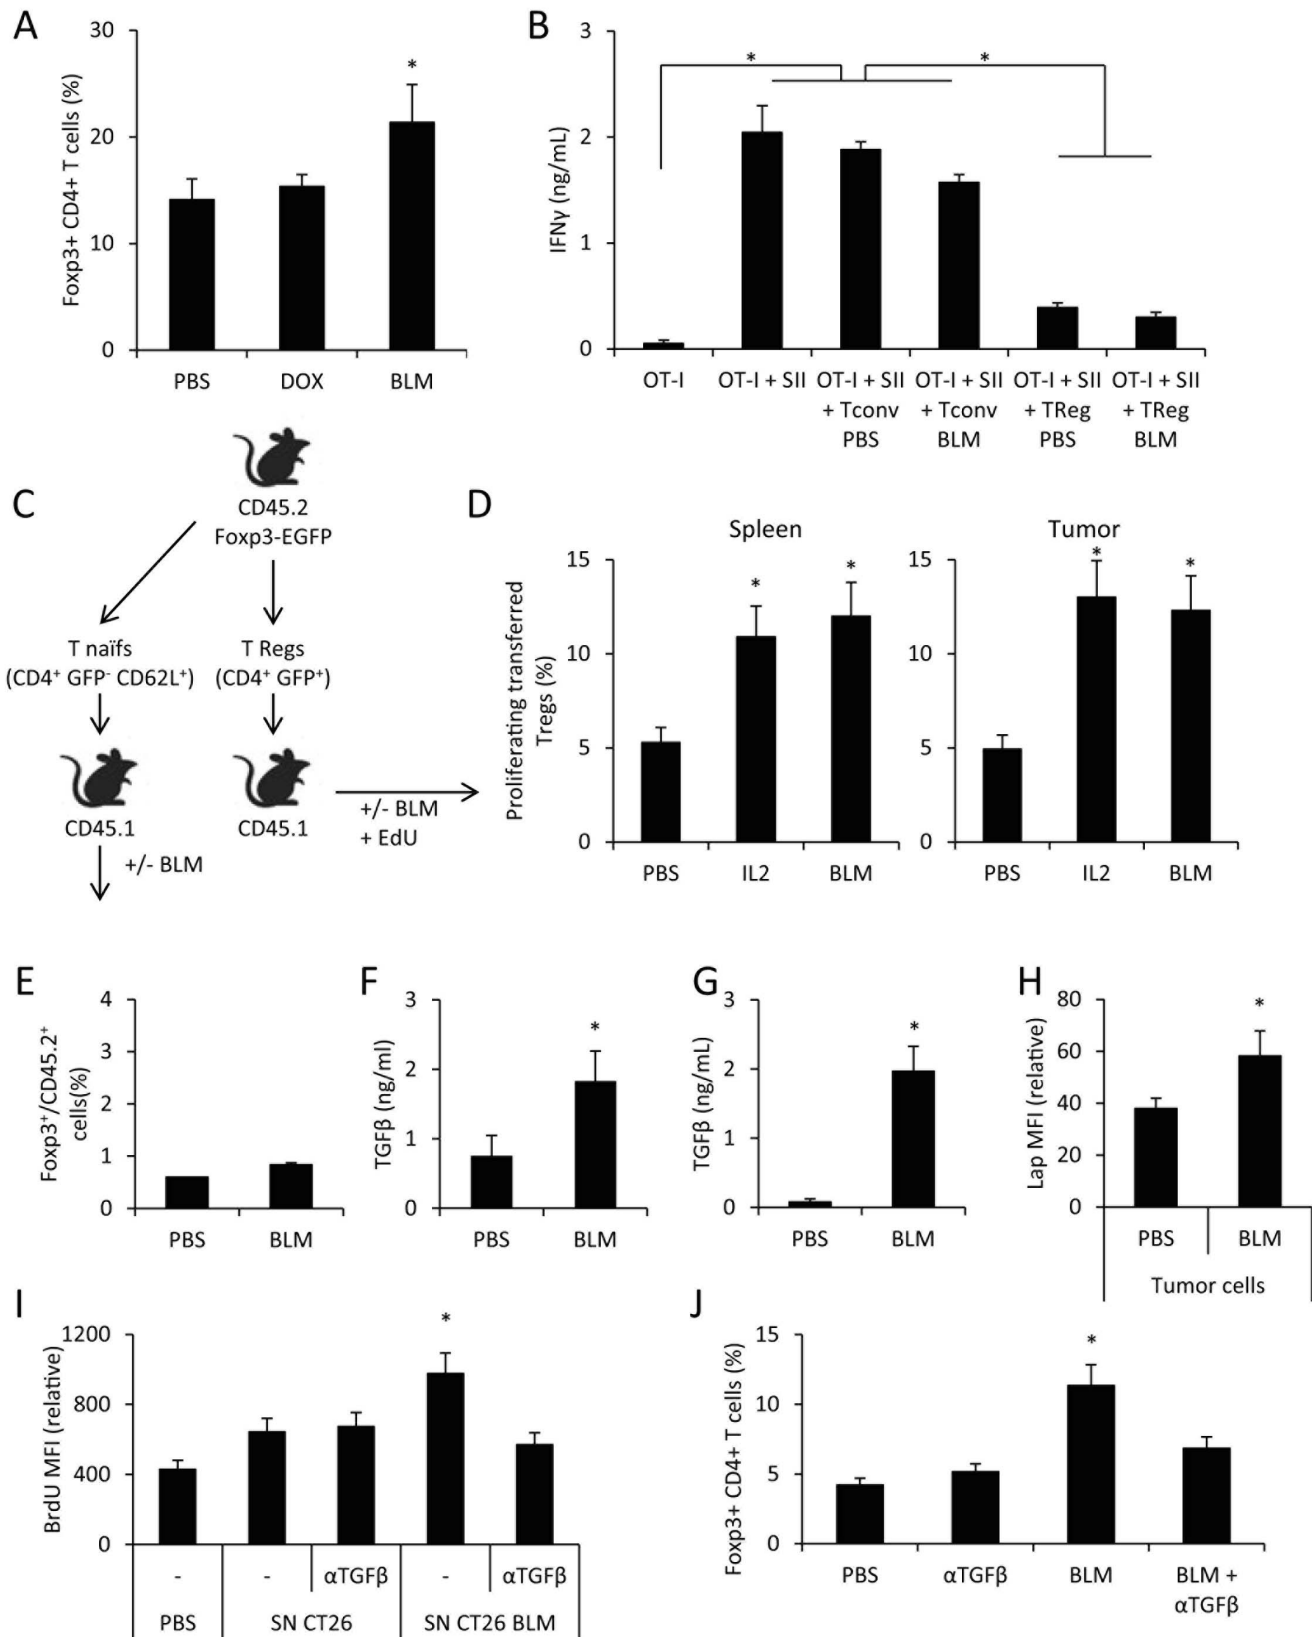 A
Foxp3+ CD4+ T cells (%)
30
20
10
0
*
PBS
DOX
BLM
B
IFNγ (ng/mL)
3
2
1
0
*
*
OT-I
OT-I + SII
OT-I + SII
+ Tconv
PBS
OT-I + SII
+ Tconv
BLM
OT-I + SII
+ TReg
PBS
OT-I + SII
+ TReg
BLM
C
CD45.2
Foxp3-EGFP
T naïfs
(CD4⁺ GFP⁻ CD62L⁺)
T Regs
(CD4⁺ GFP⁺)
CD45.1
CD45.1
+/- BLM
+/- BLM
+ EdU
D
Proliferating transferred
Tregs (%)
Spleen
15
10
5
0
*
*
PBS
IL2
BLM
Tumor
15
10
5
0
*
*
PBS
IL2
BLM
E
Foxp3⁺/CD45.2⁺
cells(%)
4
3
2
1
0
PBS
BLM
F
TGFβ (ng/ml)
3
2
1
0
*
PBS
BLM
G
TGFβ (ng/mL)
3
2
1
0
*
PBS
BLM
H
Lap MFI (relative)
80
60
40
20
0
*
PBS
BLM
Tumor cells
I
BrdU MFI (relative)
1200
800
400
0
*
-
-
αTGFβ
-
αTGFβ
PBS
SN CT26
SN CT26 BLM
J
Foxp3+ CD4+ T cells (%)
15
10
5
0
*
PBS
αTGFβ
BLM
BLM +
αTGFβ